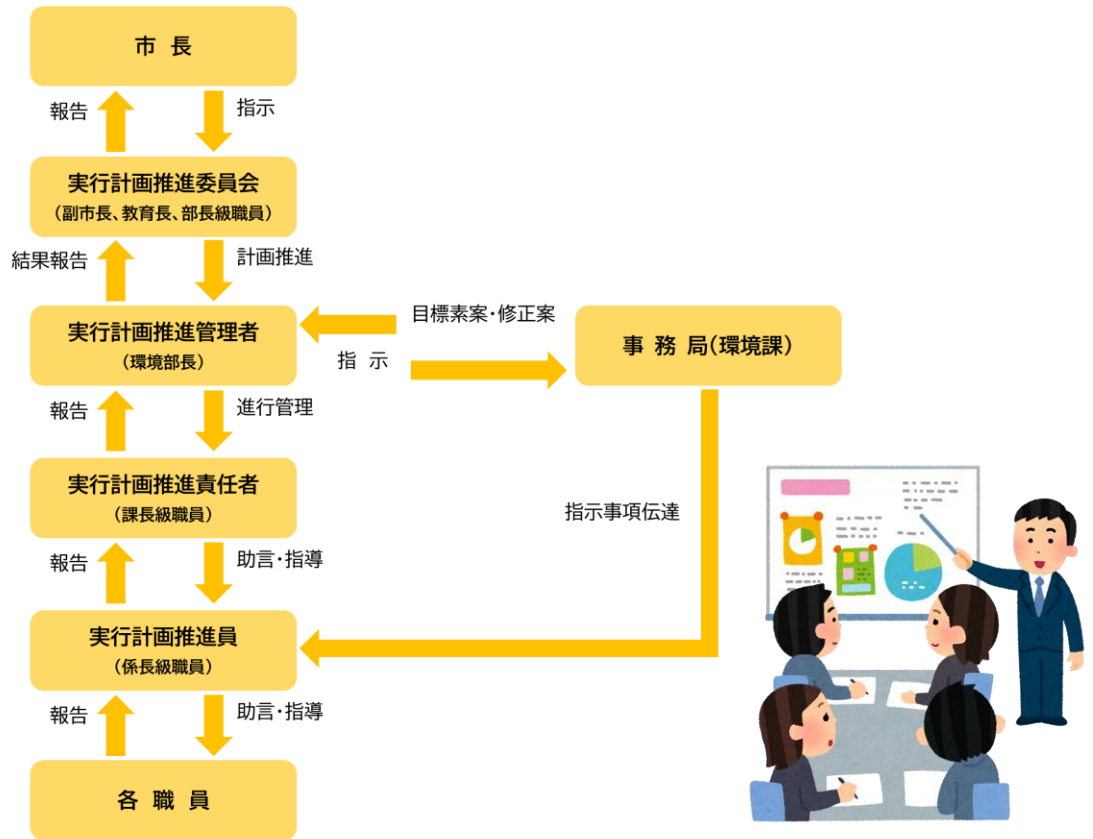 市 長
報告
指示
実行計画推進委員会
（副市長、教育長、部長級職員）
結果報告
計画推進
目標素案・修正案
実行計画推進管理者
（環境部長）
指 示
事 務 局（環境課）
報告
進行管理
実行計画推進責任者
（課長級職員）
指示事項伝達
報告
助言・指導
実行計画推進員
（係長級職員）
報告
助言・指導
各 職 員